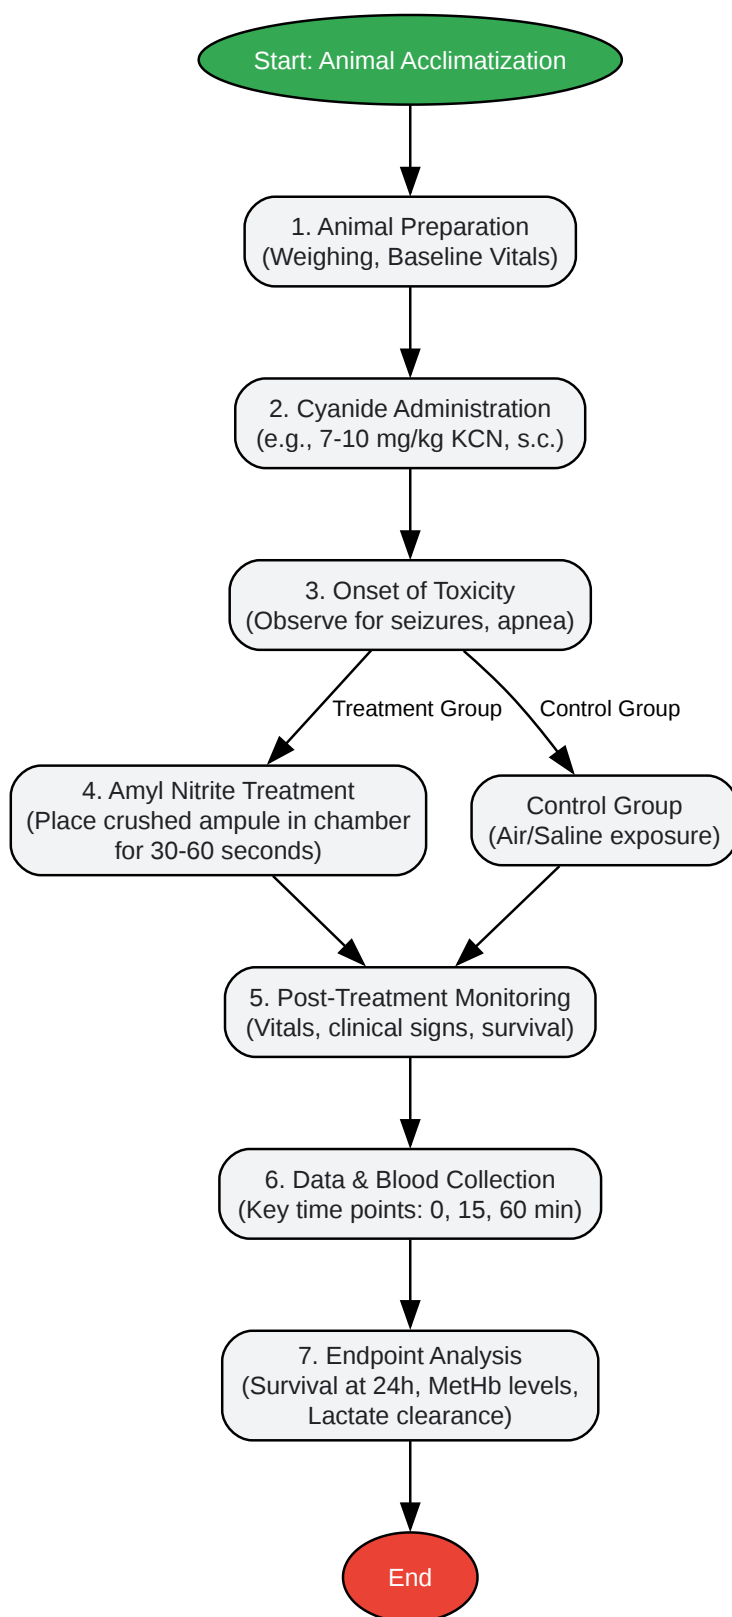 Start: Animal Acclimatization
1. Animal Preparation
(Weighing, Baseline Vitals)
2. Cyanide Administration
(e.g., 7-10 mg/kg KCN, s.c.)
3. Onset of Toxicity
(Observe for seizures, apnea)
Treatment Group
Control Group
4. Amyl Nitrite Treatment
(Place crushed ampule in chamber
for 30-60 seconds)
Control Group
(Air/Saline exposure)
5. Post-Treatment Monitoring
(Vitals, clinical signs, survival)
6. Data & Blood Collection
(Key time points: 0, 15, 60 min)
7. Endpoint Analysis
(Survival at 24h, MetHb levels,
Lactate clearance)
End